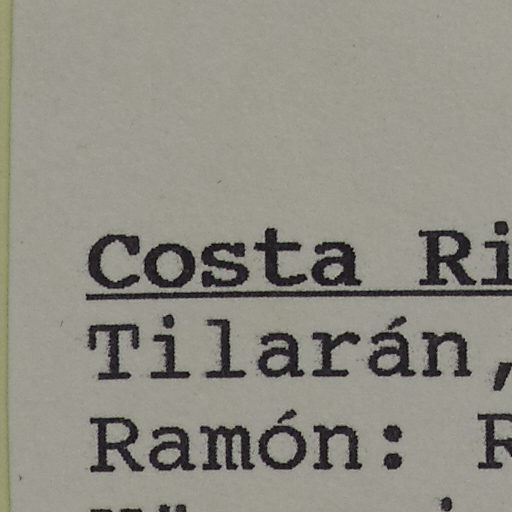 Costa Ri
Tilarán,
Ramón: R